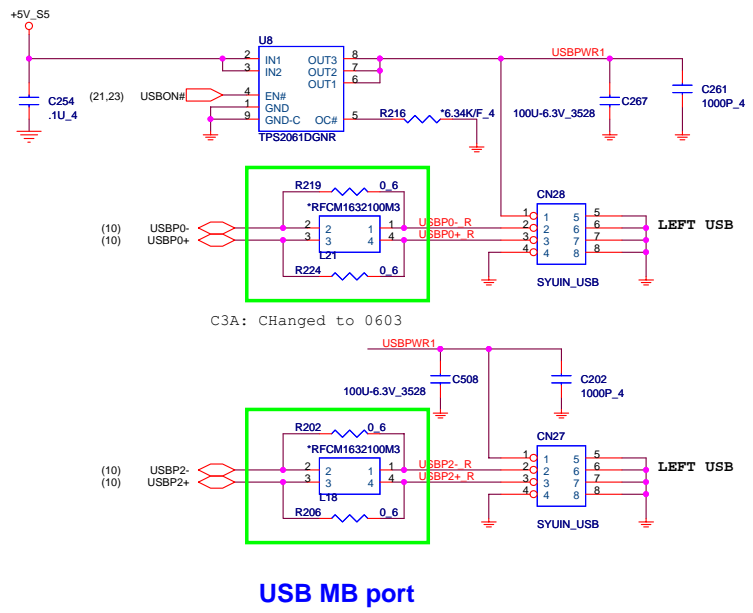 +5V_S5
U8
2 IN1 OUT3 8
3 IN2 OUT2 7
OUT1 6
USBPWR1
C254
.1U_4
(21,23) USBON# 4 EN#
1 GND
9 GND-C OC# 5
TPS2061DGNR
R216 *6.34K/F_4
100U-6.3V_3528 C267
C261
1000P_4
R219 0_6
*RFCM1632100M3
(10) USBP0- 2 2 1 1 USBP0-_R
(10) USBP0+ 3 3 4 4 USBP0+_R
L21
R224 0_6
CN28
1 1 5 5
2 2 6 6
3 3 7 7
4 4 8 8
SYUIN_USB
LEFT USB
C3A: CHanged to 0603
USBPWR1
C508
100U-6.3V_3528
C202
1000P_4
R202 0_6
*RFCM1632100M3
(10) USBP2- 2 2 1 1 USBP2-_R
(10) USBP2+ 3 3 4 4 USBP2+_R
L18
R206 0_6
CN27
1 1 5 5
2 2 6 6
3 3 7 7
4 4 8 8
SYUIN_USB
LEFT USB
USB MB port